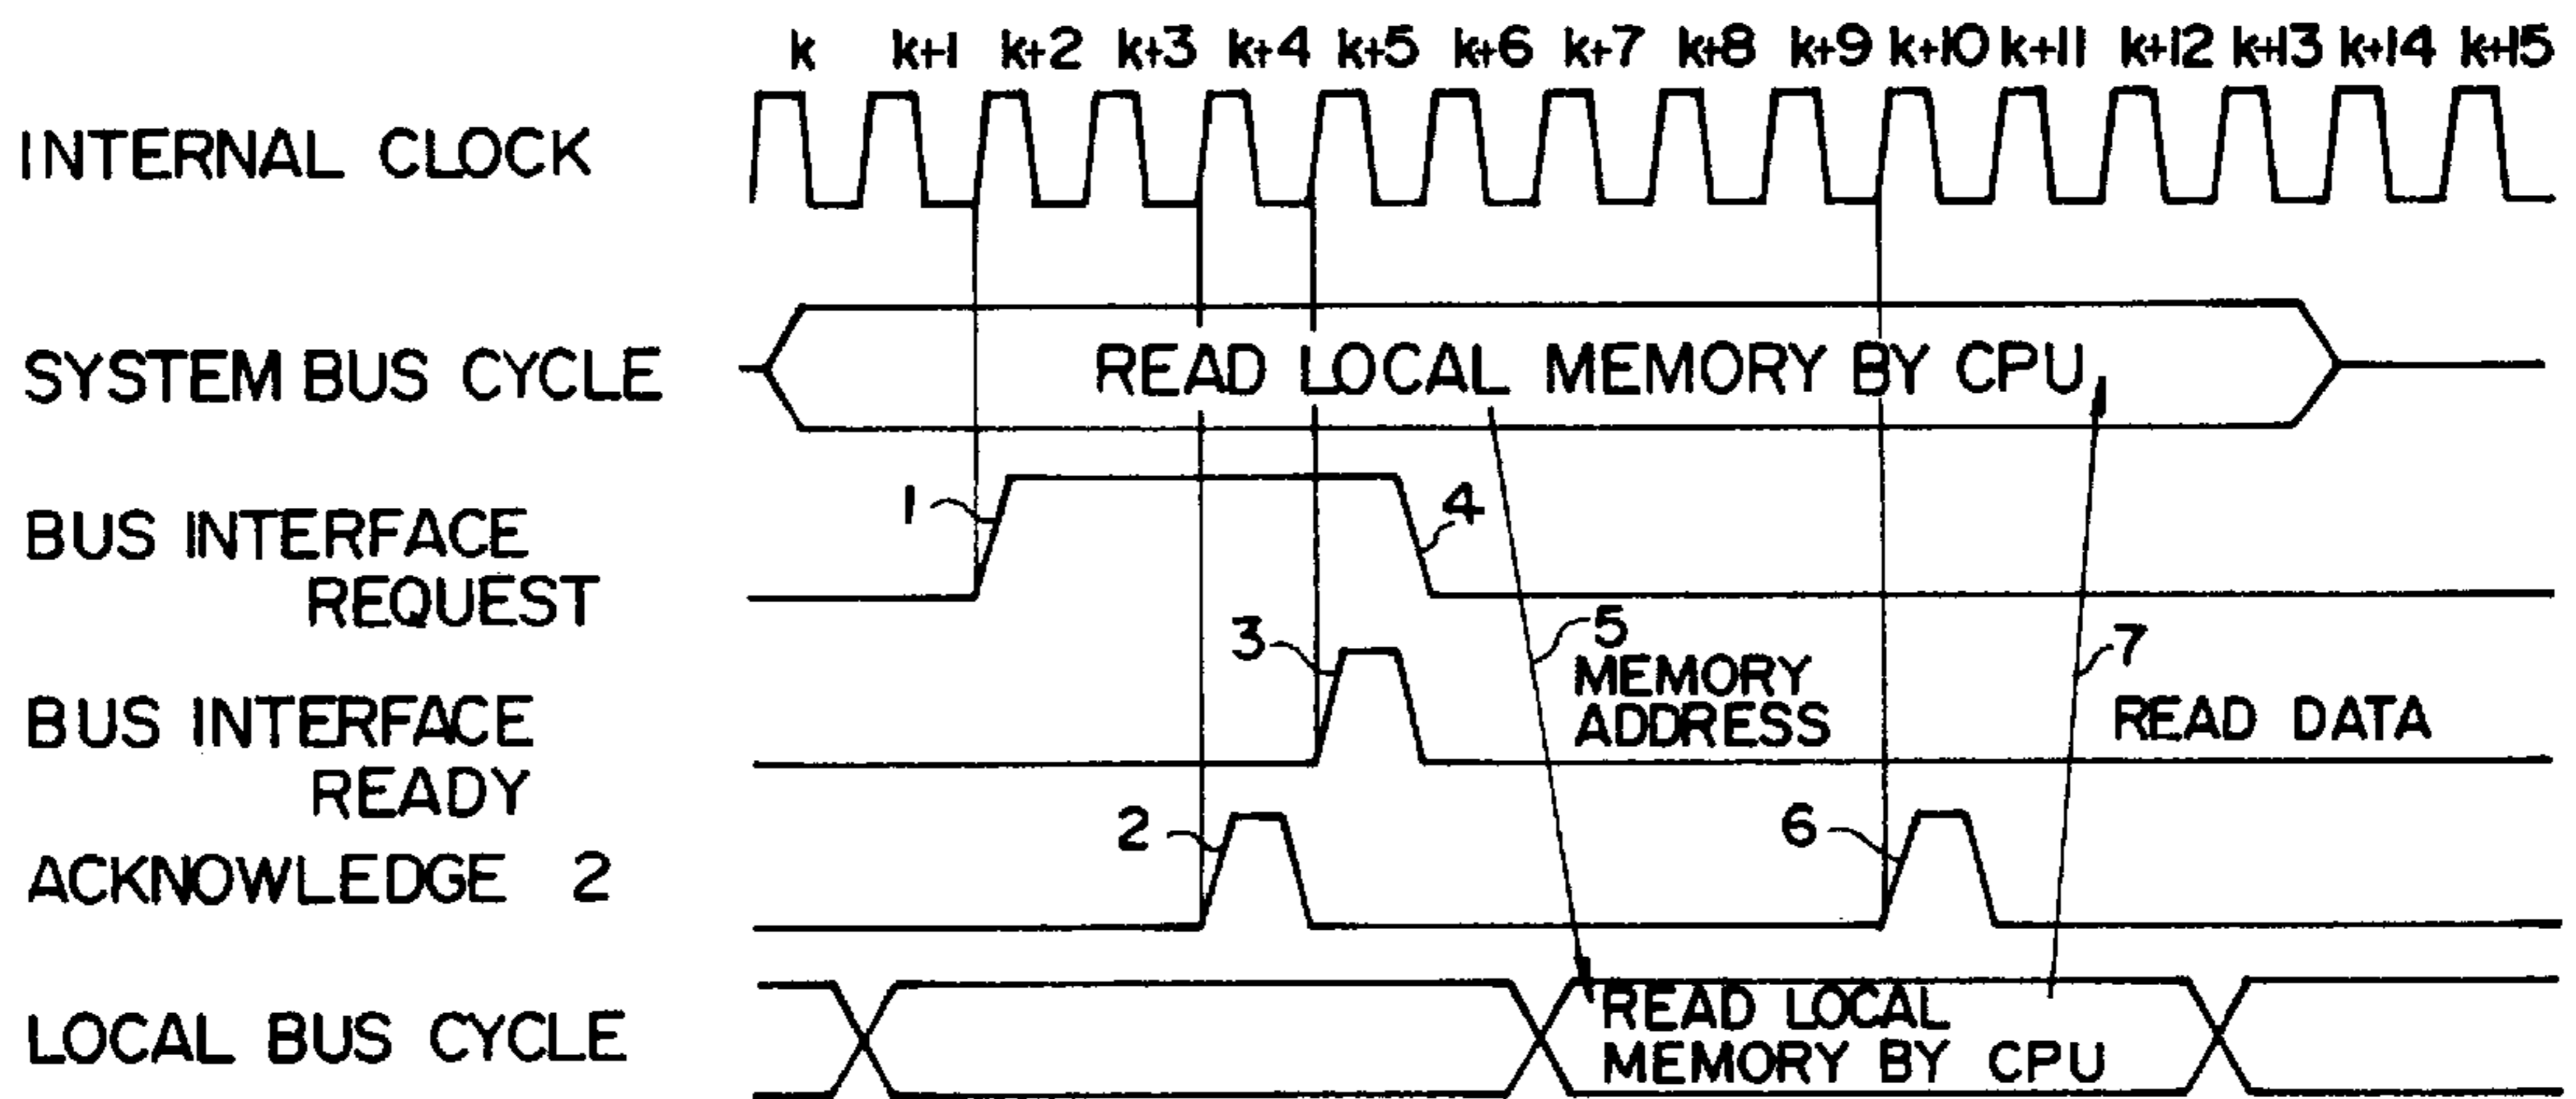 k k+1 k+2 k+3 k+4 k+5 k+6 k+7 k+8 k+9 k+10 k+11 k+12 k+13 k+14 k+15
INTERNAL CLOCK
SYSTEM BUS CYCLE
READ LOCAL MEMORY BY CPU
1
4
BUS INTERFACE
REQUEST
3
5
MEMORY
ADDRESS
7
READ DATA
BUS INTERFACE
READY
2
6
ACKNOWLEDGE 2
LOCAL BUS CYCLE
READ LOCAL
MEMORY BY CPU